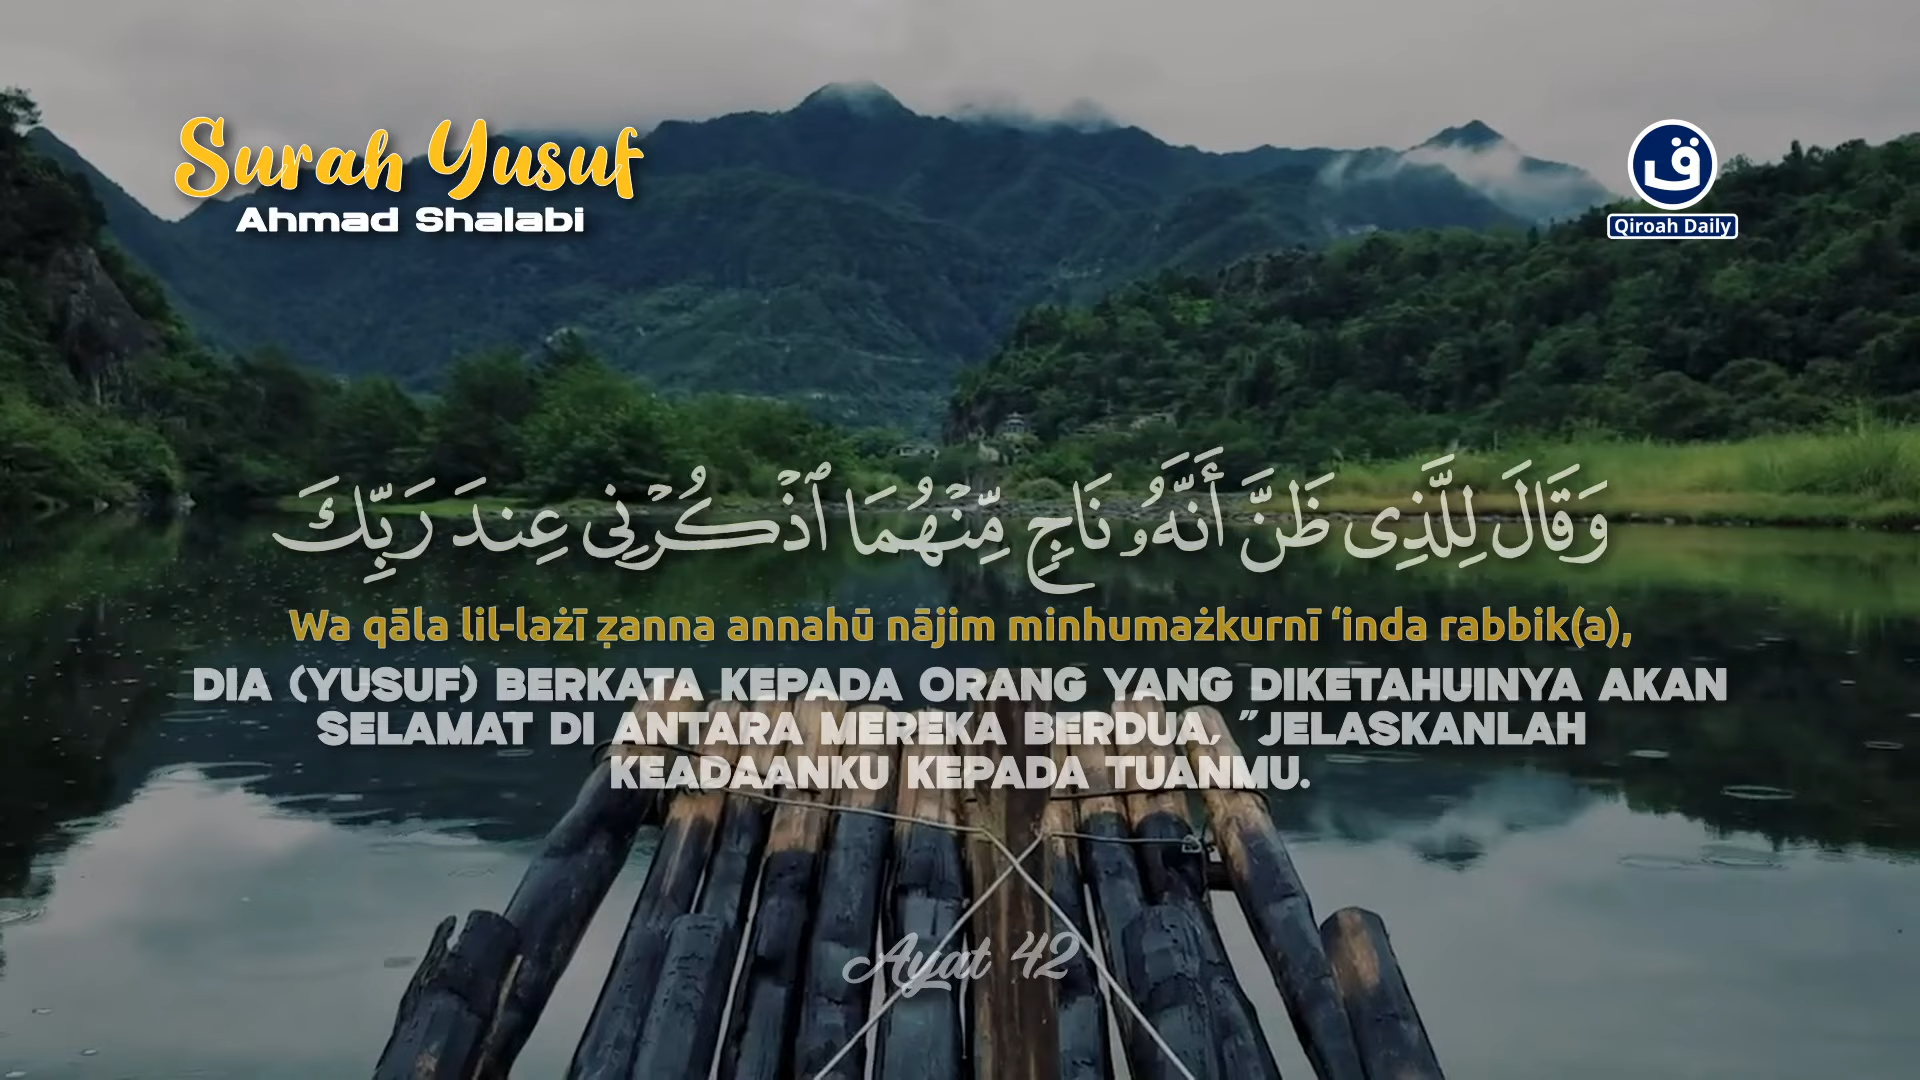 Surah Yusuf
Ahmad Shalabi
ق
Qiroah Daily
وَقَالَ لِلَّذِى ظَنَّ أَنَّهُۥ نَاجٍ مِّنْهُمَا ٱذْكُرْنِى عِندَ رَبِّكَ
Wa qāla lil-lażī ẓanna annahū nājim minhumażkurnī ‘inda rabbik(a),
DIA (YUSUF) BERKATA KEPADA ORANG YANG DIKETAHUINYA AKAN
SELAMAT DI ANTARA MEREKA BERDUA, "JELASKANLAH
KEADAANKU KEPADA TUANMU.
Ayat 42